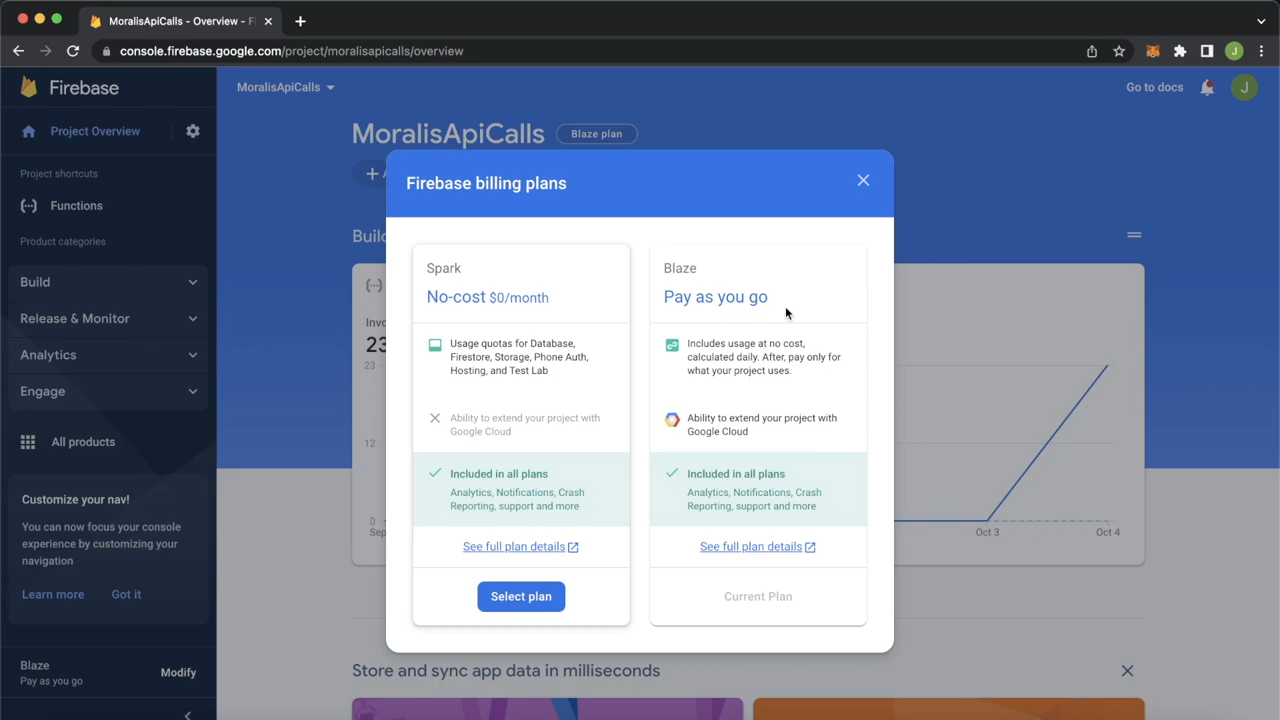 MoralisApiCalls - Overview - Fi
console.firebase.google.com/project/moralisapicalls/overview
J
Firebase
MoralisApiCalls
Go to docs
J
Project Overview
MoralisApiCalls
Blaze plan
Project shortcuts
Functions
Product categories
Build
Release & Monitor
Analytics
Engage
All products
Customize your nav!
You can now focus your console
experience by customizing your
navigation
Learn more
Got it
Blaze
Pay as you go
Modify
Firebase billing plans
Spark
No-cost $0/month
Usage quotas for Database,
Firestore, Storage, Phone Auth,
Hosting, and Test Lab
Ability to extend your project with
Google Cloud
Included in all plans
Analytics, Notifications, Crash
Reporting, support and more
See full plan details
Select plan
Blaze
Pay as you go
Includes usage at no cost,
calculated daily. After, pay only for
what your project uses.
Ability to extend your project with
Google Cloud
Included in all plans
Analytics, Notifications, Crash
Reporting, support and more
See full plan details
Current Plan
Build
Invo
23
23
12
0
Sep
Oct 3
Oct 4
Store and sync app data in milliseconds